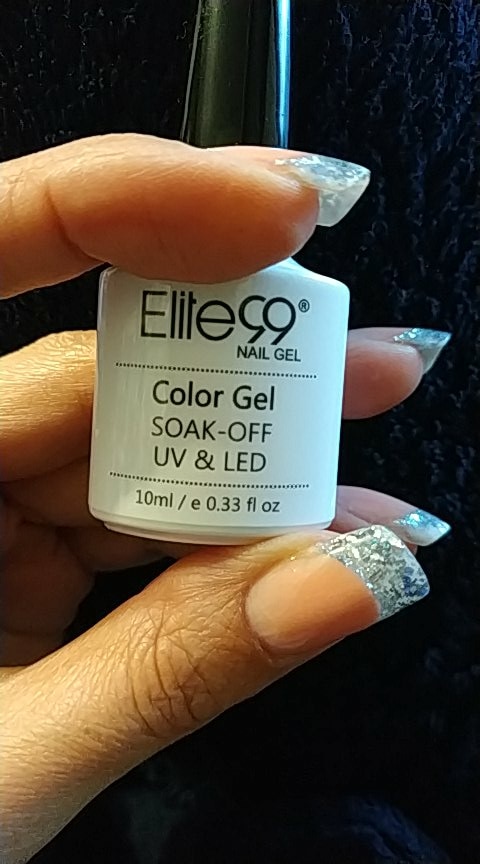 Elite99®
NAIL GEL
Color Gel
SOAK-OFF
UV & LED
10ml / e 0.33 fl oz